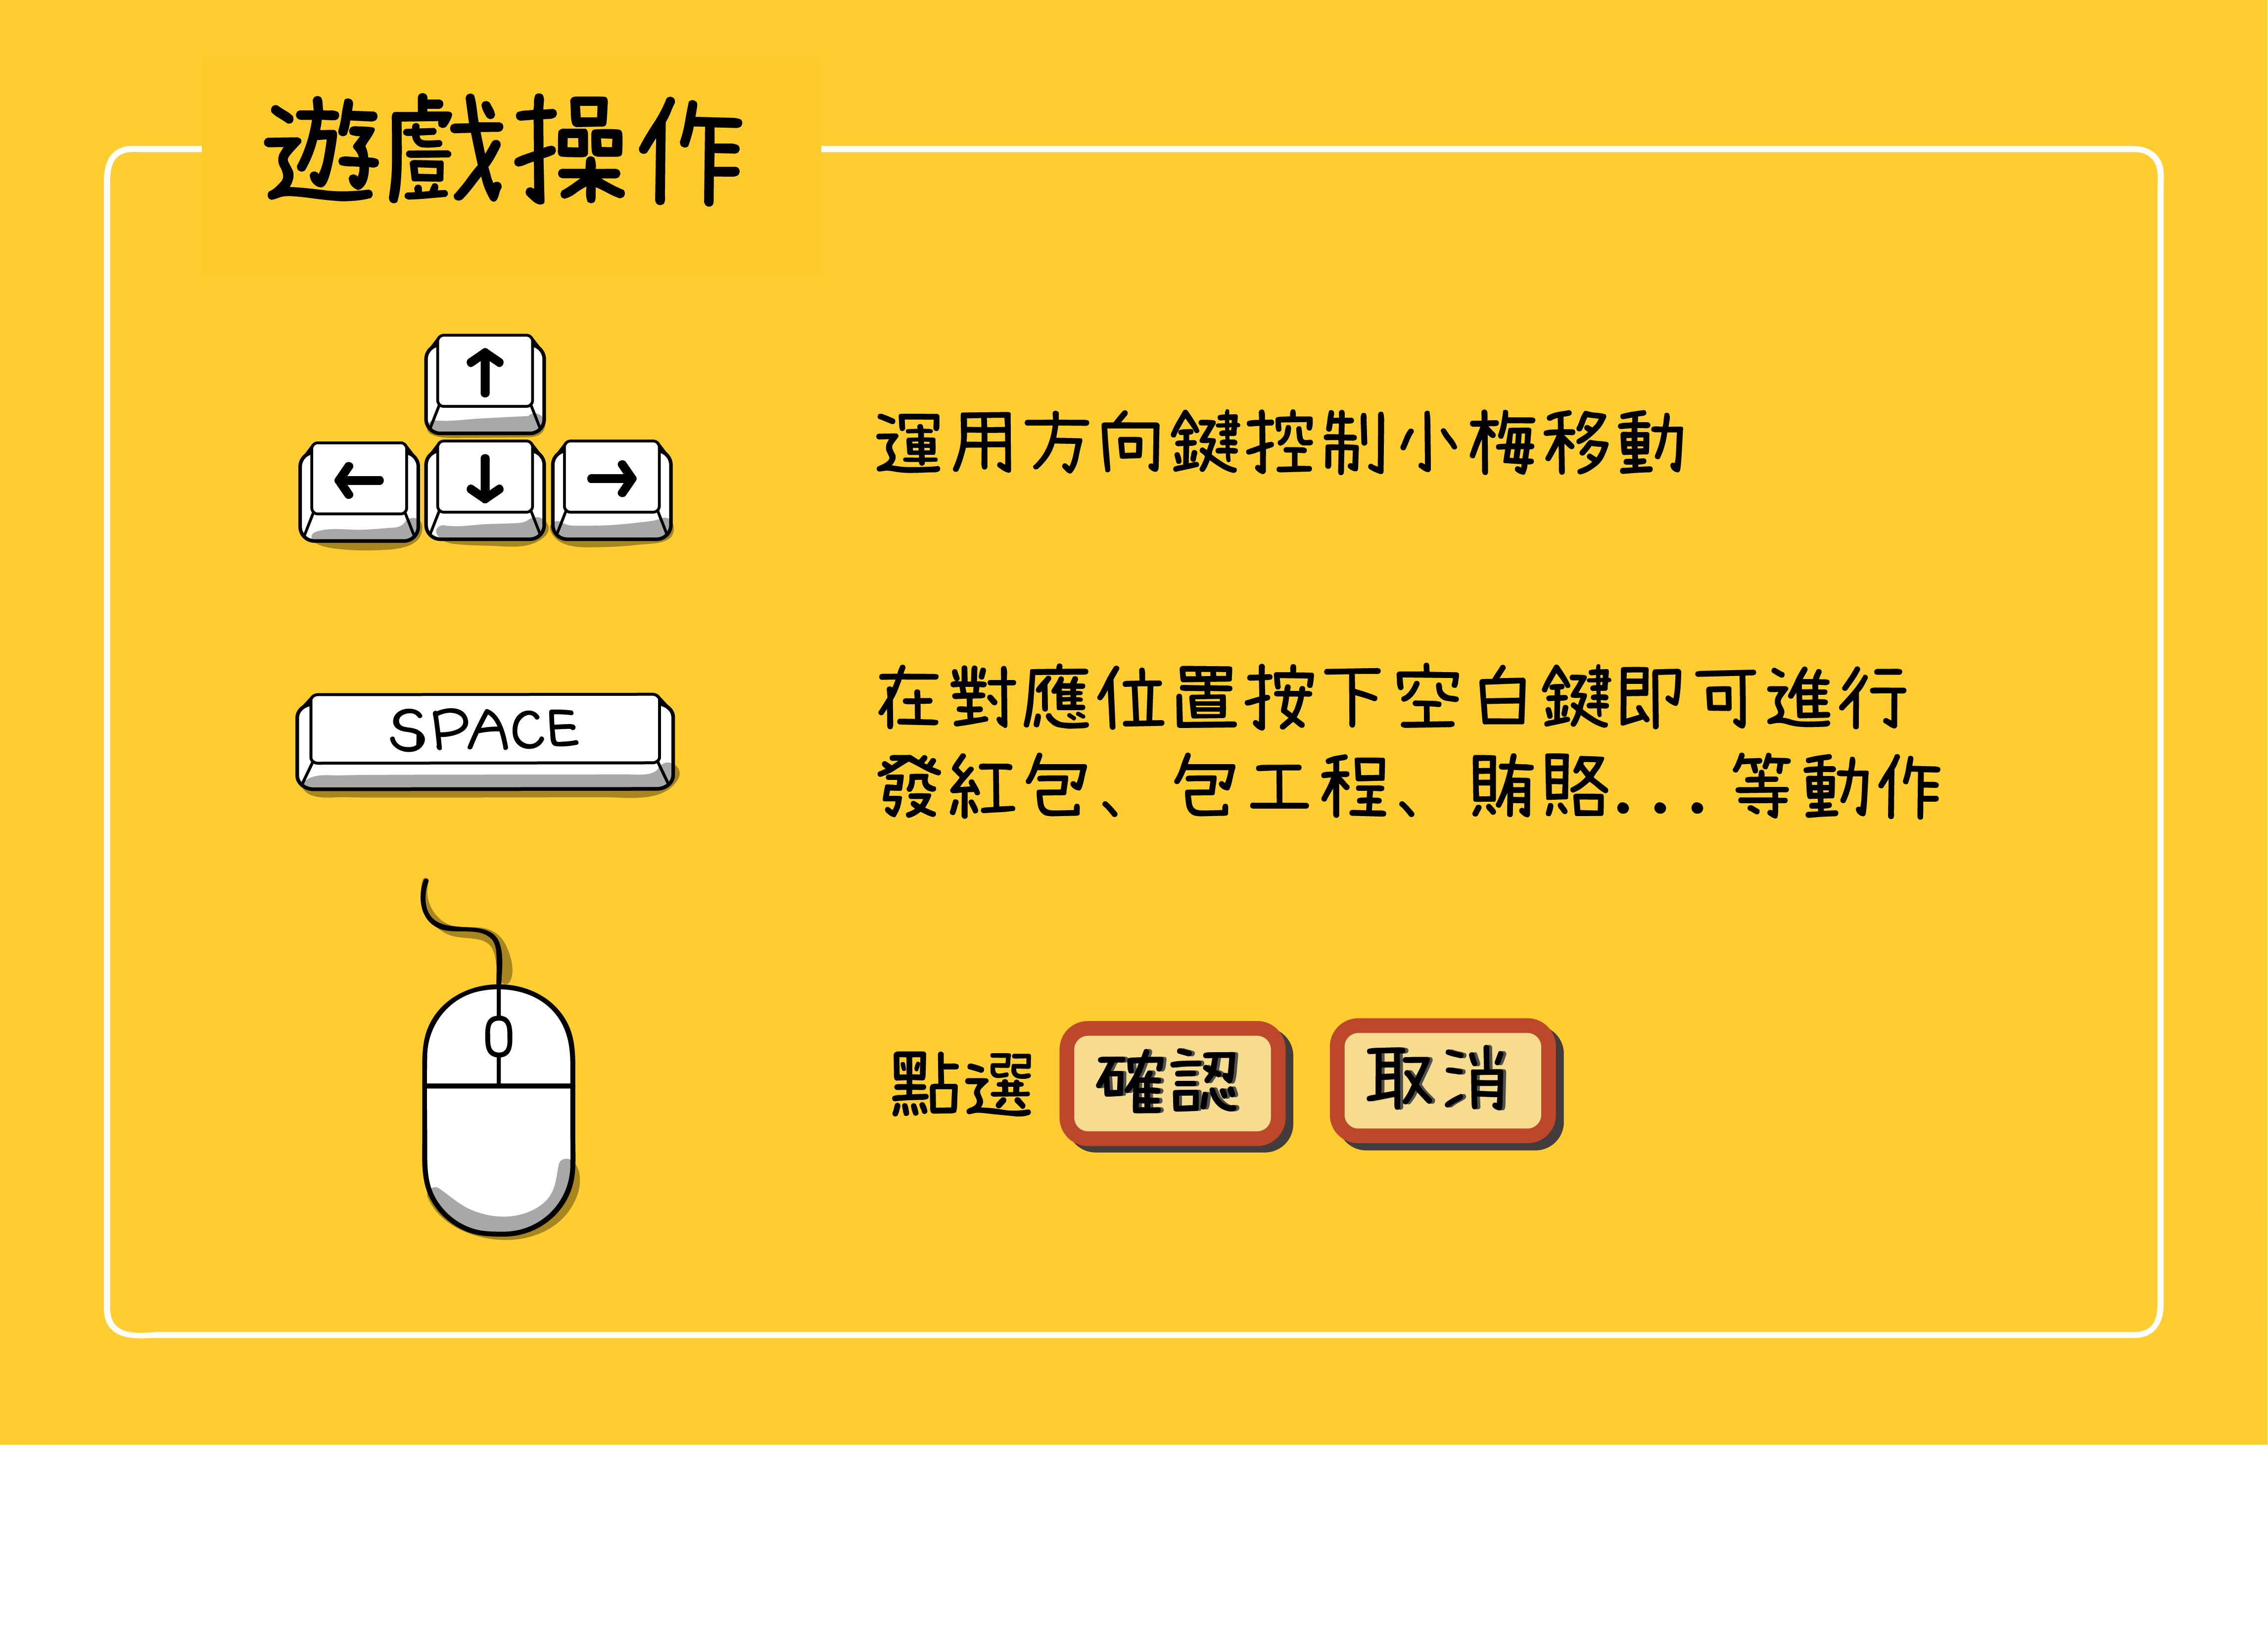 遊戲操作
↑
← ↓ →
運用方向鍵控制小梅移動
SPACE
在對應位置按下空白鍵即可進行
發紅包、包工程、賄賂...等動作
點選 確認 取消